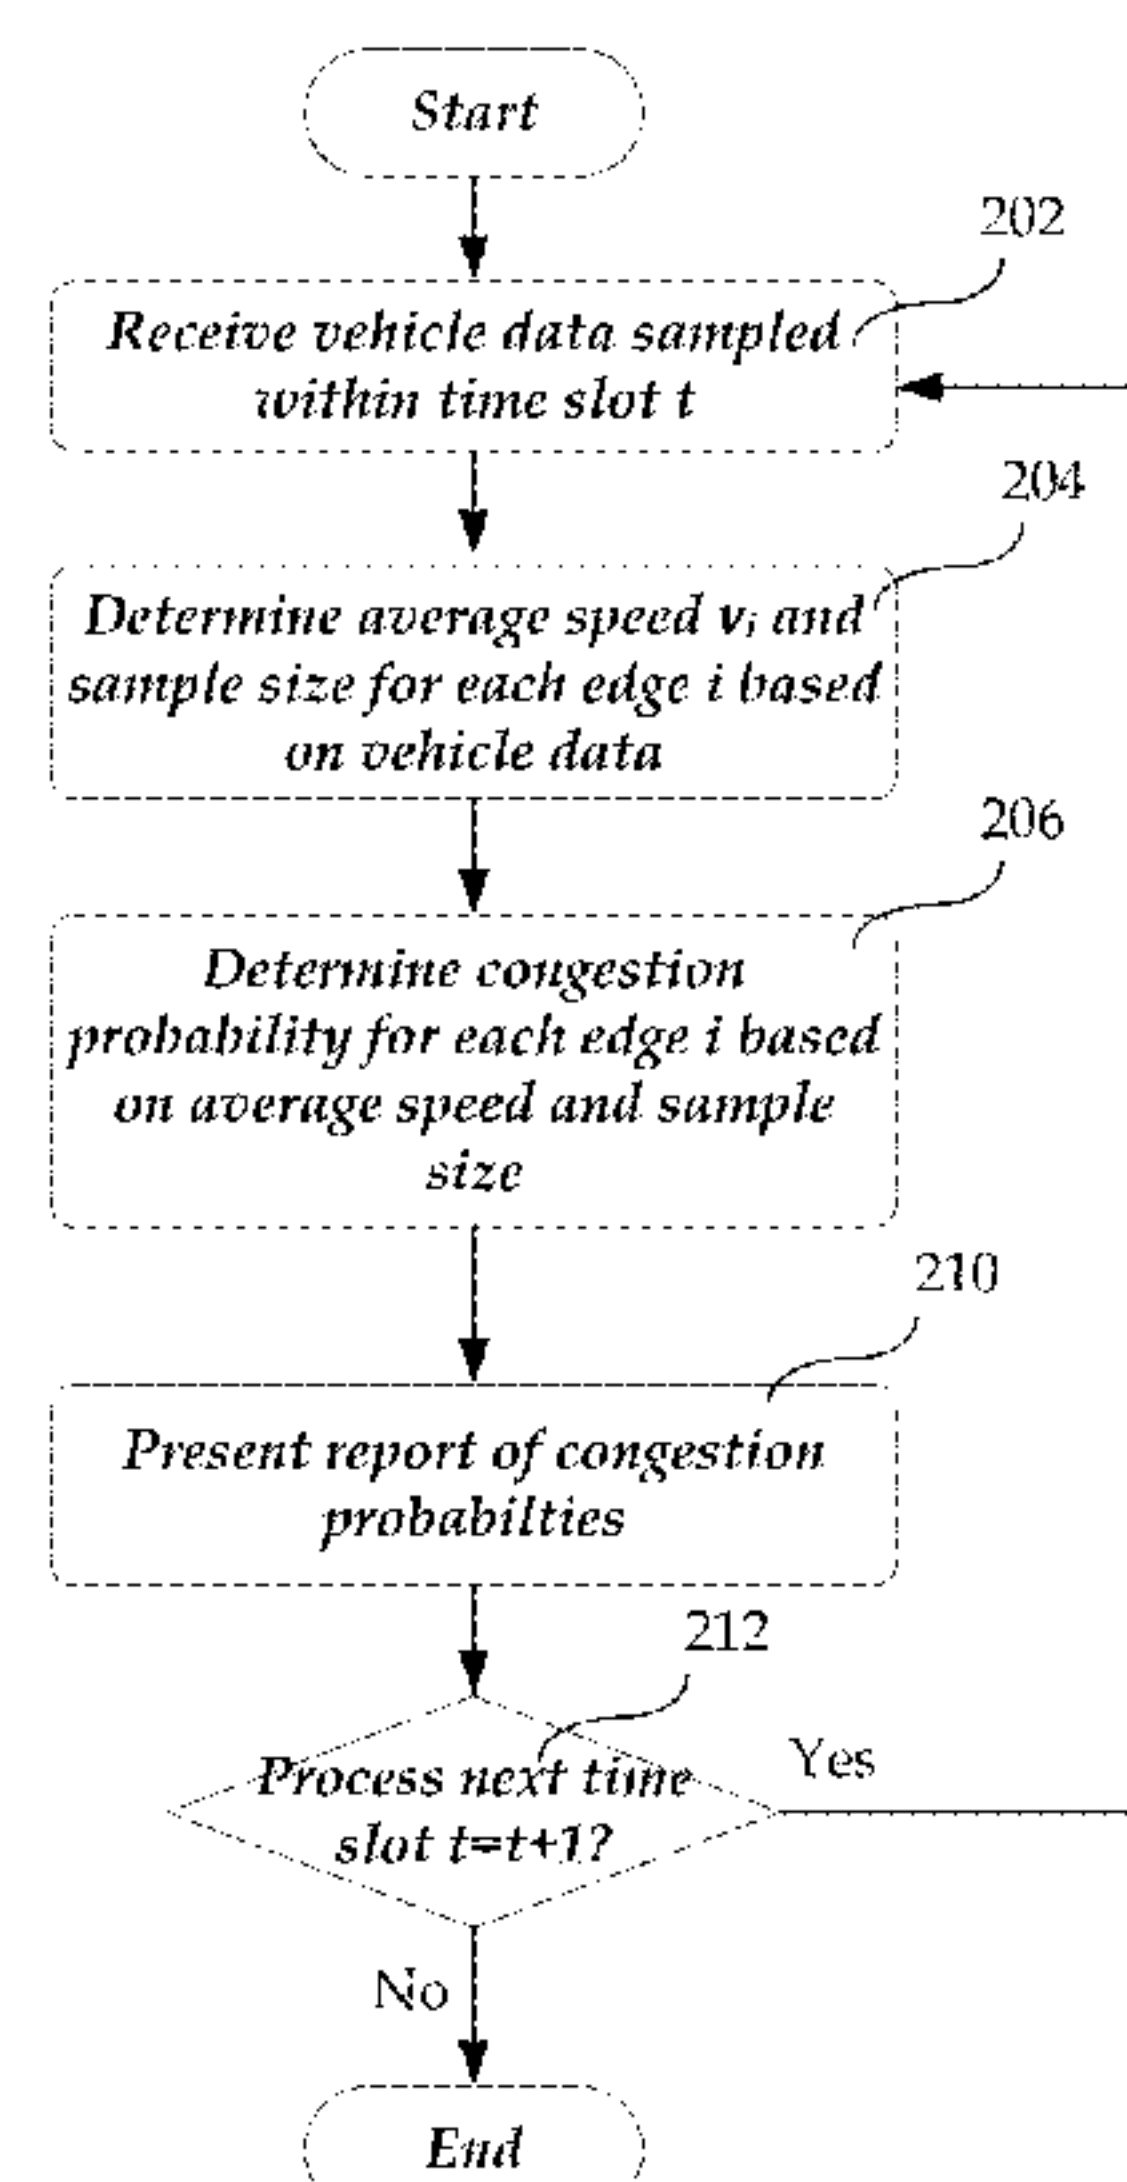 Start
202
Receive vehicle data sampled
within time slot t
204
Determine average speed vi and
sample size for each edge i based
on vehicle data
206
Determine congestion
probability for each edge i based
on average speed and sample
size
210
Present report of congestion
probabilties
212
Process next time
slot t=t+1?
Yes
No
End